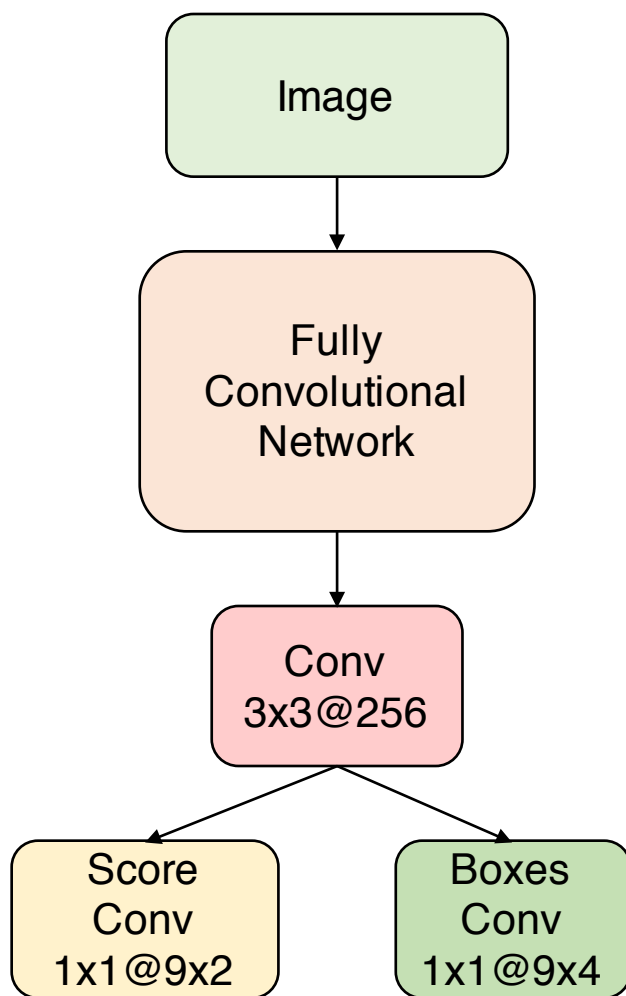 Image
Fully
Convolutional
Network
Conv
3x3@256
Score
Conv
1x1@9x2
Boxes
Conv
1x1@9x4